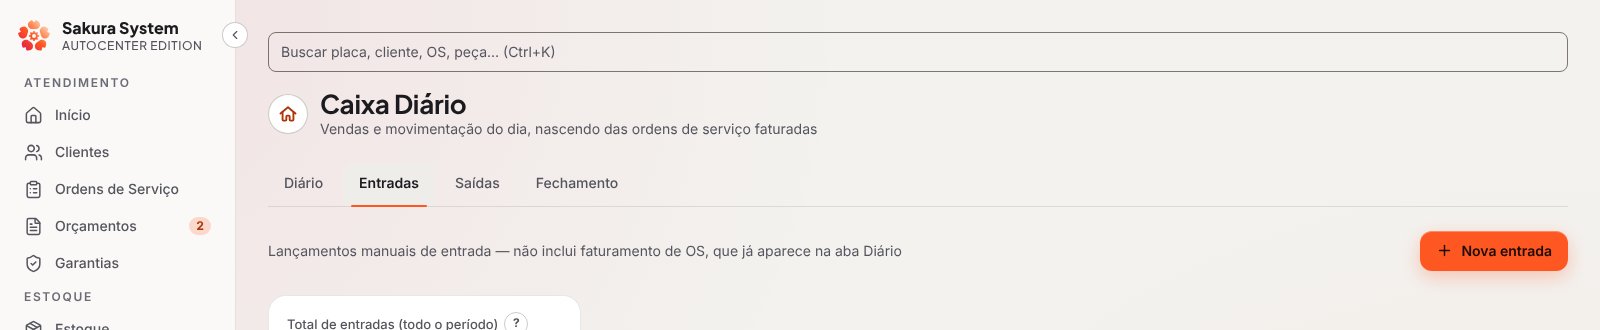 Sakura System
AUTOCENTER EDITION
ATENDIMENTO
Início
Clientes
Ordens de Serviço
Orçamentos 2
Garantias
ESTOQUE
Estoque
Buscar placa, cliente, OS, peça... (Ctrl+K)
Caixa Diário
Vendas e movimentação do dia, nascendo das ordens de serviço faturadas
Diário Entradas Saídas Fechamento
Lançamentos manuais de entrada — não inclui faturamento de OS, que já aparece na aba Diário
+ Nova entrada
Total de entradas (todo o período) ?